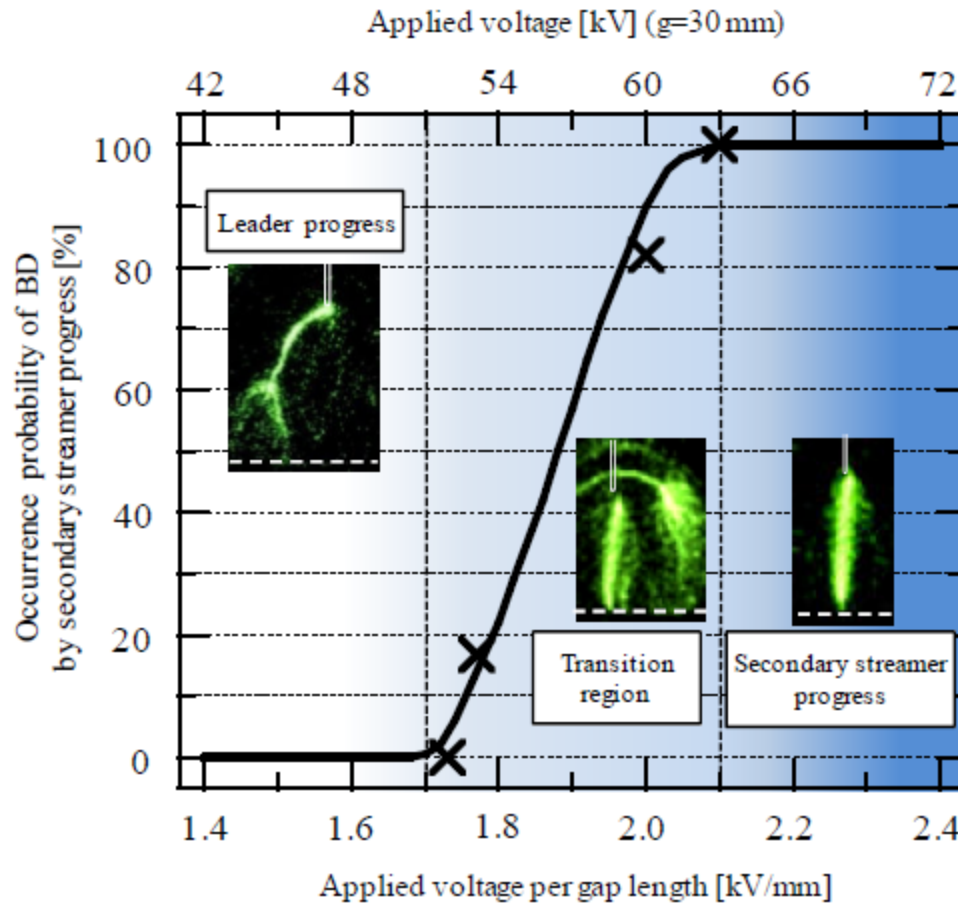 Applied voltage [kV] (g=30 mm)
42 48 54 60 66 72
Occurrence probability of BD
by secondary streamer progress [%]
100
80
60
40
20
0
Leader progress
Transition
region
Secondary streamer
progress
1.4 1.6 1.8 2.0 2.2 2.4
Applied voltage per gap length [kV/mm]